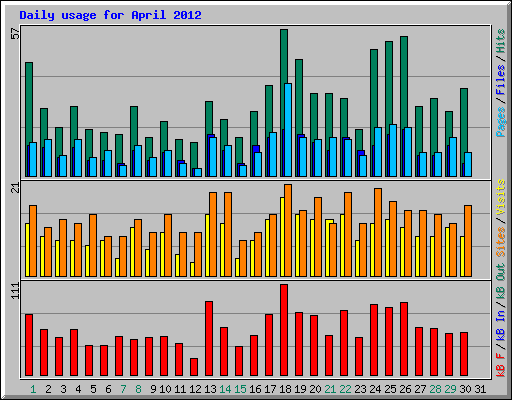 Daily usage for April 2012
57
Pages / Files / Hits
21
Sites / Visits
111
kB F / kB In / kB Out
1 2 3 4 5 6 7 8 9 10 11 12 13 14 15 16 17 18 19 20 21 22 23 24 25 26 27 28 29 30 31